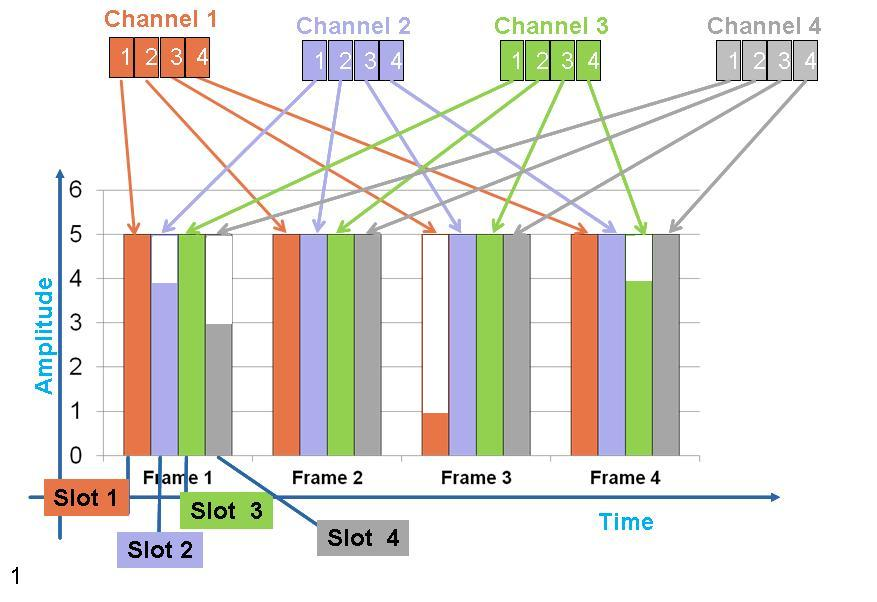 Channel 1
Channel 2
Channel 3
Channel 4
1 2 3 4
1 2 3 4
1 2 3 4
1 2 3 4
Amplitude
6
5
4
3
2
1
0
Frame 1
Frame 2
Frame 3
Frame 4
Slot 1
Slot 2
Slot 3
Slot 4
Time
1